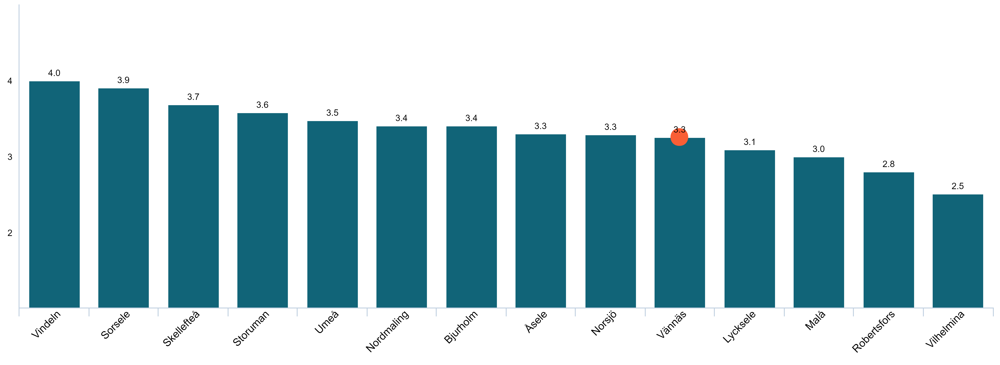 4
3
2
4.0
3.9
3.7
3.6
3.5
3.4
3.4
3.3
3.3
3.3
3.1
3.0
2.8
2.5
Vindeln
Sorsele
Skellefteå
Storuman
Umeå
Nordmaling
Bjurholm
Åsele
Norsjö
Vännäs
Lycksele
Malå
Robertsfors
Vilhelmina